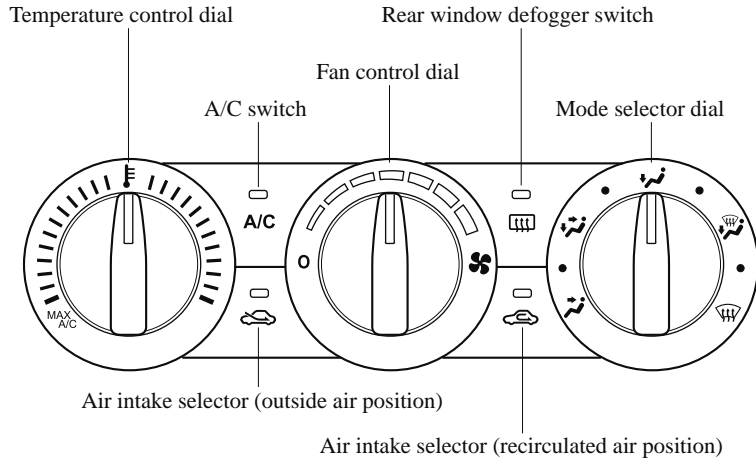 Temperature control dial
Rear window defogger switch
Fan control dial
A/C switch
Mode selector dial
A/C
0
MAX
A/C
Air intake selector (outside air position)
Air intake selector (recirculated air position)